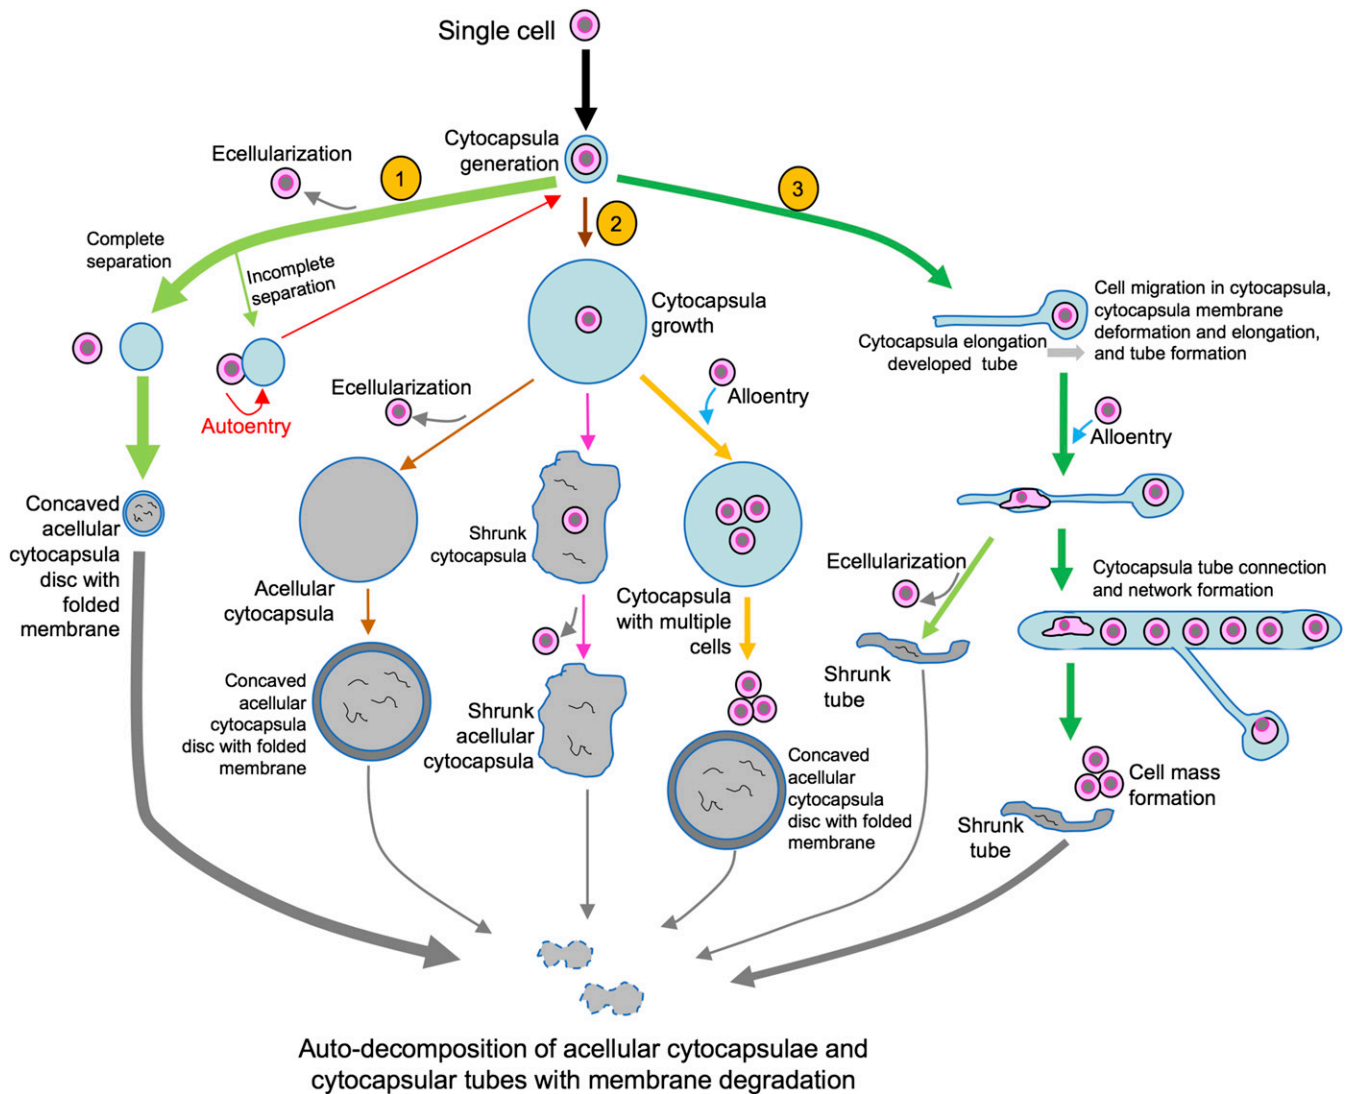 Single cell
Cytocapsula
generation
Ecellularization
1
2
3
Complete
separation
Incomplete
separation
Autoentry
Cytocapsula
growth
Cell migration in cytocapsula,
cytocapsula membrane
deformation and elongation,
and tube formation
Cytocapsula elongation
developed tube
Ecellularization
Alloentry
Alloentry
Concaved
acellular
cytocapsula
disc with
folded
membrane
Acellular
cytocapsula
Shrunk
cytocapsula
Cytocapsula
with multiple
cells
Ecellularization
Cytocapsula tube connection
and network formation
Concaved
acellular
cytocapsula
disc with folded
membrane
Shrunk
acellular
cytocapsula
Concaved
acellular
cytocapsula
disc with folded
membrane
Shrunk
tube
Cell mass
formation
Shrunk
tube
Auto-decomposition of acellular cytocapsulae and
cytocapsular tubes with membrane degradation